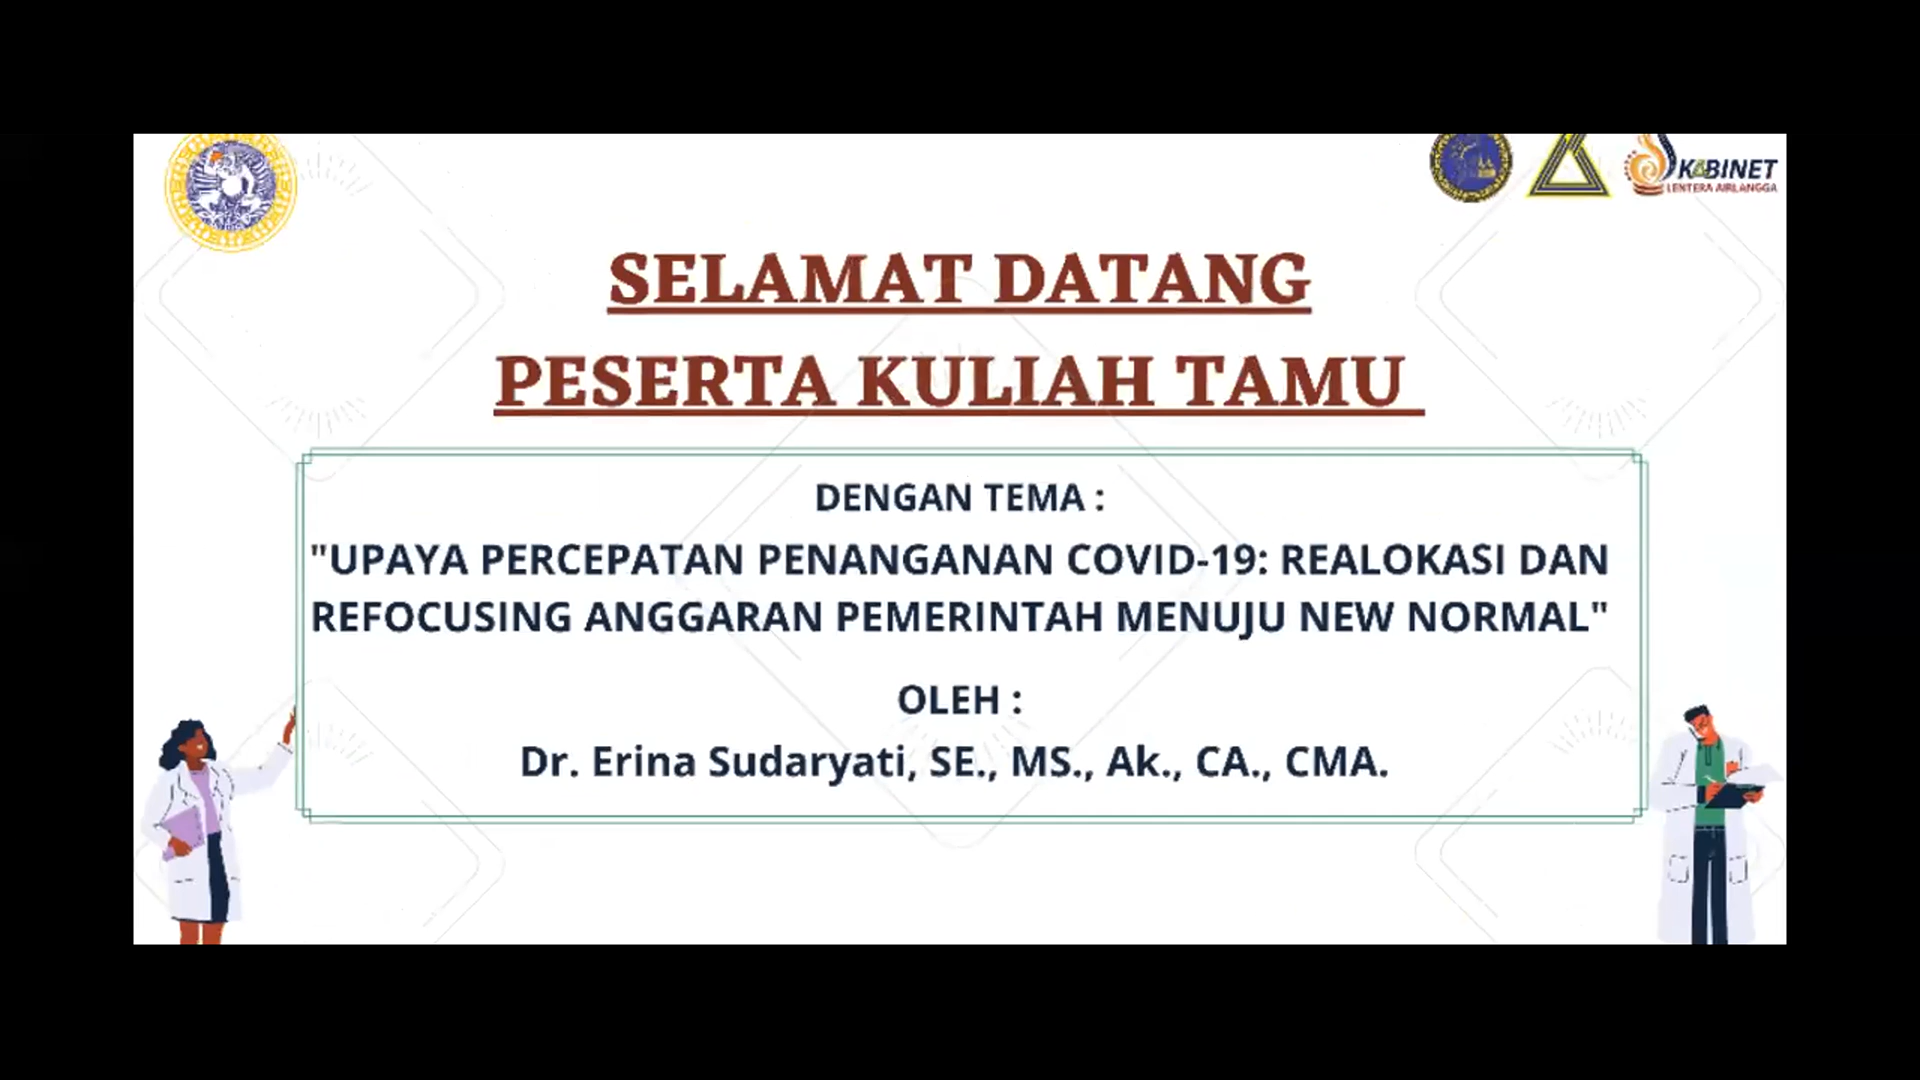 KABINET
LENTERA AIRLANGGA
SELAMAT DATANG
PESERTA KULIAH TAMU
DENGAN TEMA :
"UPAYA PERCEPATAN PENANGANAN COVID-19: REALOKASI DAN
REFOCUSING ANGGARAN PEMERINTAH MENUJU NEW NORMAL"
OLEH :
Dr. Erina Sudaryati, SE., MS., Ak., CA., CMA.